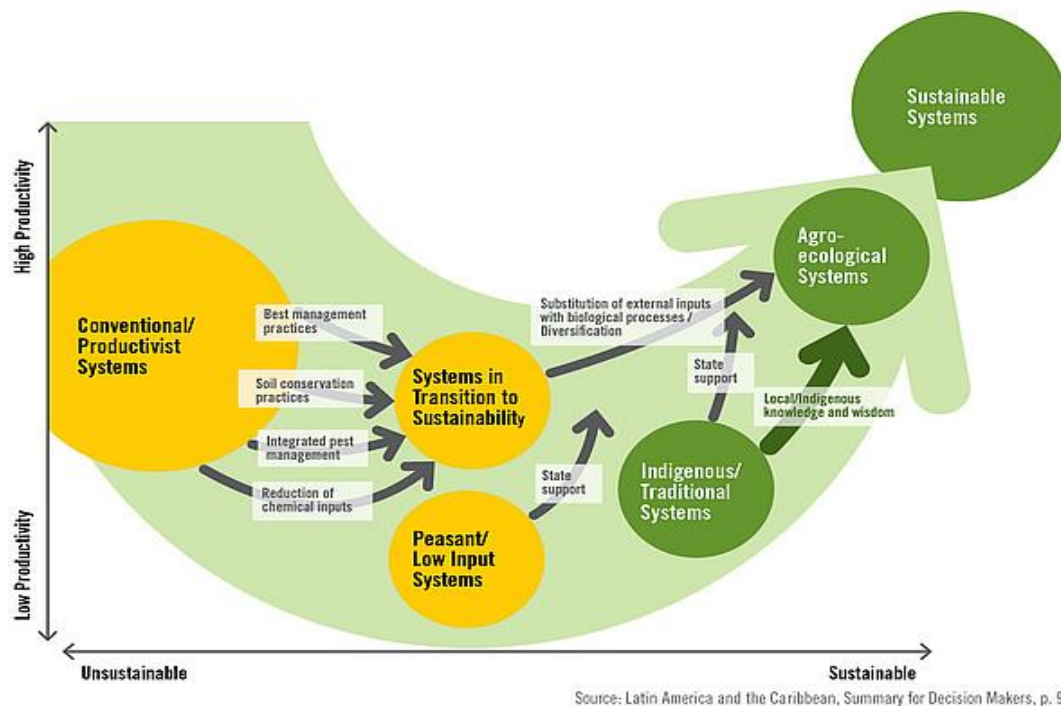 Sustainable
Systems
High Productivity
Low Productivity
Conventional/
Productivist
Systems
Best management
practices
Soil conservation
practices
Integrated pest
management
Reduction of
chemical inputs
Systems in
Transition to
Sustainability
Peasant/
Low Input
Systems
State
support
Substitution of external inputs
with biological processes /
Diversification
Agro-
ecological
Systems
State
support
Local/Indigenous
knowledge and wisdom
Indigenous/
Traditional
Systems
Unsustainable
Sustainable
Source: Latin America and the Caribbean, Summary for Decision Makers, p.